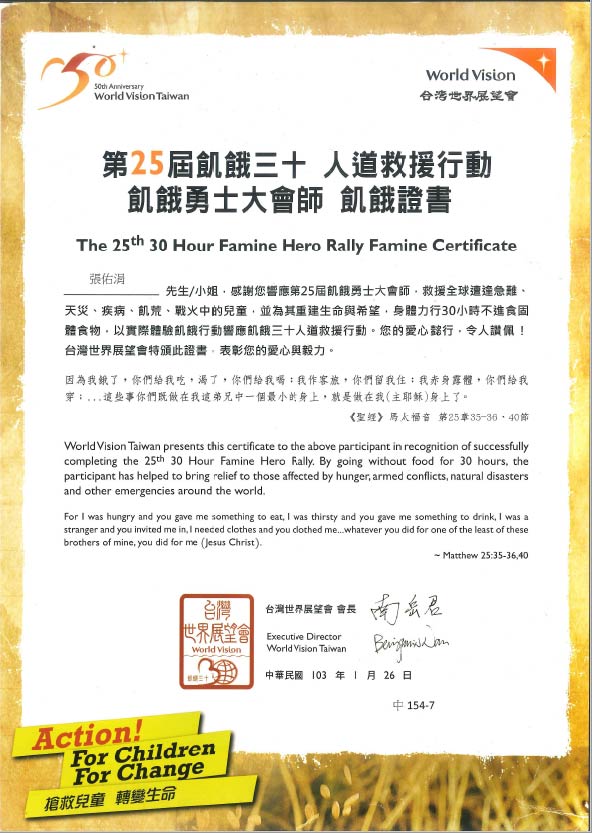 50
50th Anniversary
World Vision Taiwan
World Vision
台灣世界展望會
第25屆飢餓三十 人道救援行動
飢餓勇士大會師 飢餓證書
The 25th 30 Hour Famine Hero Rally Famine Certificate
張佑涓
先生/小姐，感謝您響應第25屆飢餓勇士大會師，救援全球遭逢急難、
天災、疾病、飢荒、戰火中的兒童，並為其重建生命與希望，身體力行30小時不進食固
體食物，以實際體驗飢餓行動響應飢餓三十人道救援行動。您的愛心懿行，令人讚佩！
台灣世界展望會特頒此證書，表彰您的愛心與毅力。
因為我餓了，你們給我吃，渴了，你們給我喝；我作客旅，你們留我住；我赤身露體，你們給我
穿；...這些事你們既做在我這弟兄中一個最小的身上，就是做在我(主耶穌)身上了。
《聖經》馬太福音 第25章35-36、40節
World Vision Taiwan presents this certificate to the above participant in recognition of successfully
completing the 25th 30 Hour Famine Hero Rally. By going without food for 30 hours, the
participant has helped to bring relief to those affected by hunger, armed conflicts, natural disasters
and other emergencies around the world.
For I was hungry and you gave me something to eat, I was thirsty and you gave me something to drink, I was a
stranger and you invited me in, I needed clothes and you clothed me...whatever you did for one of the least of these
brothers of mine, you did for me (Jesus Christ).
~ Matthew 25:35-36,40
台灣
世界展望會
World Vision
30
飢餓三十
台灣世界展望會 會長 南岳君
Executive Director
World Vision Taiwan
中華民國 103 年 1 月 26 日
中 154-7
Action!
For Children
For Change
搶救兒童 轉變生命